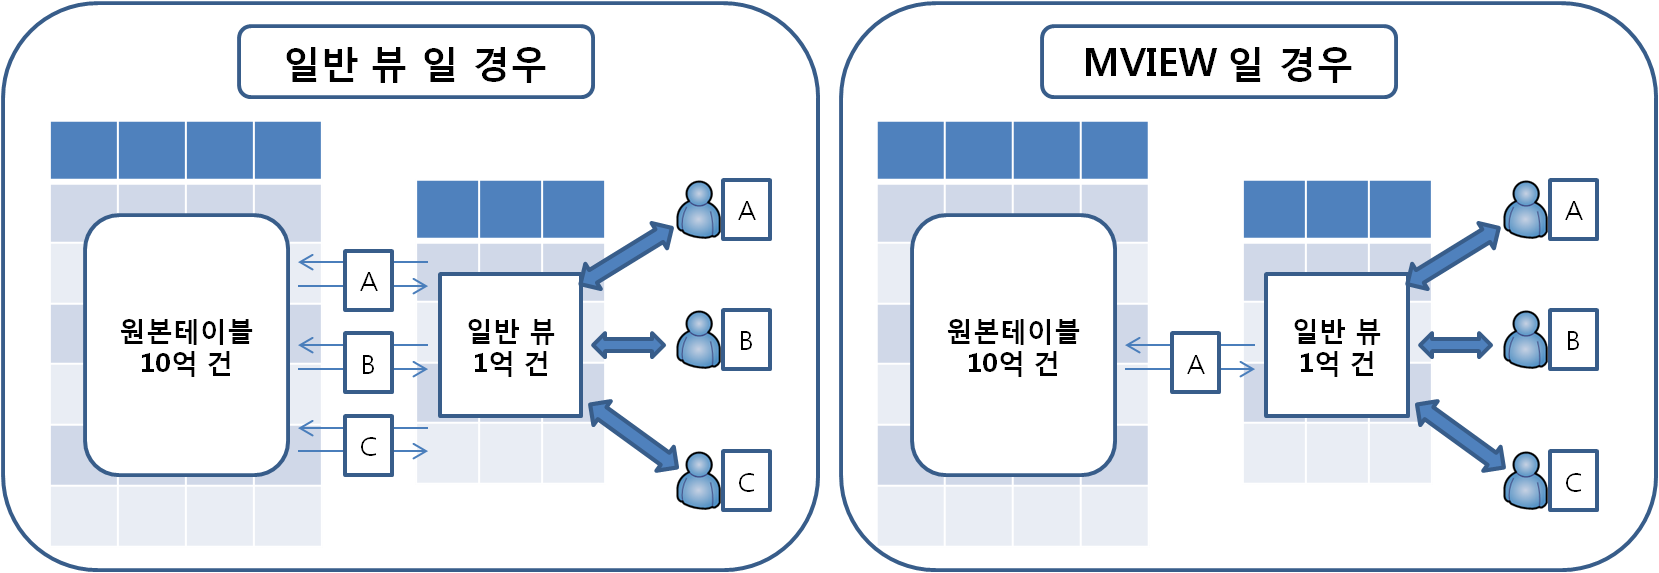 일반 뷰 일 경우
원본테이블
10억 건
A
B
C
일반 뷰
1억 건
A
B
C
MVIEW 일 경우
원본테이블
10억 건
A
일반 뷰
1억 건
A
B
C